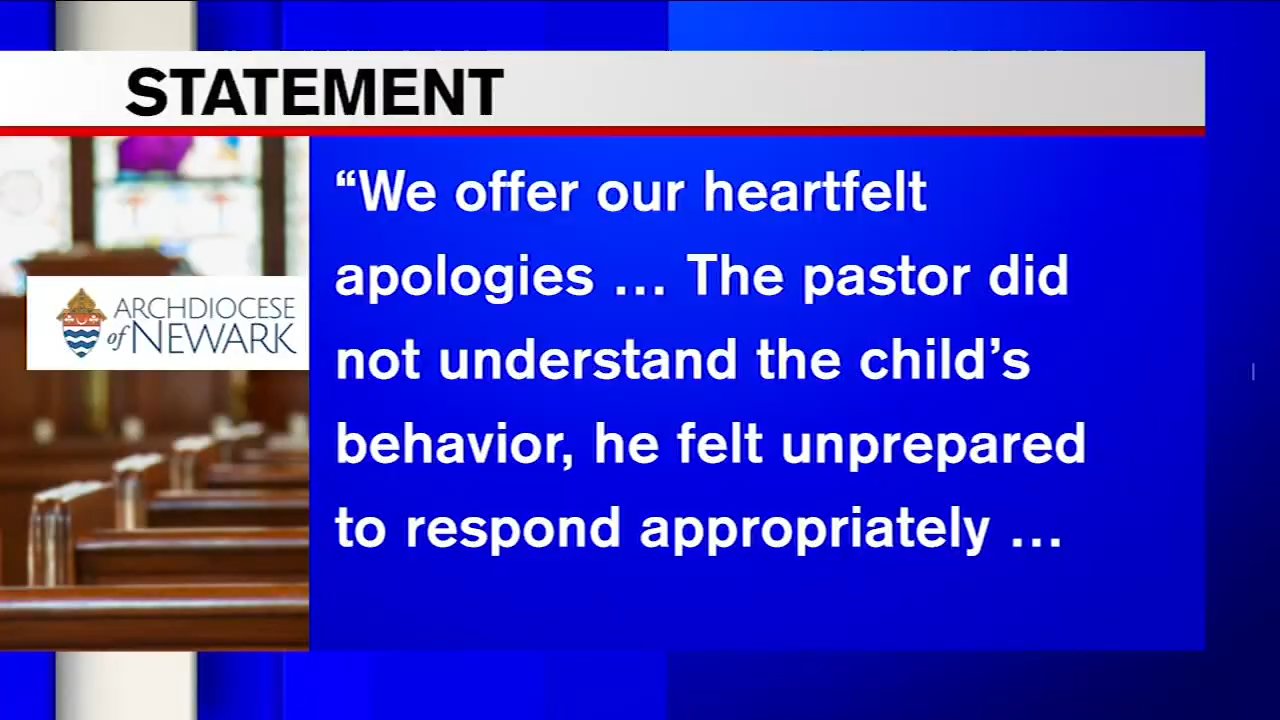 STATEMENT
“We offer our heartfelt
apologies … The pastor did
not understand the child’s
behavior, he felt unprepared
to respond appropriately …
ARCHDIOCESE
of NEWARK